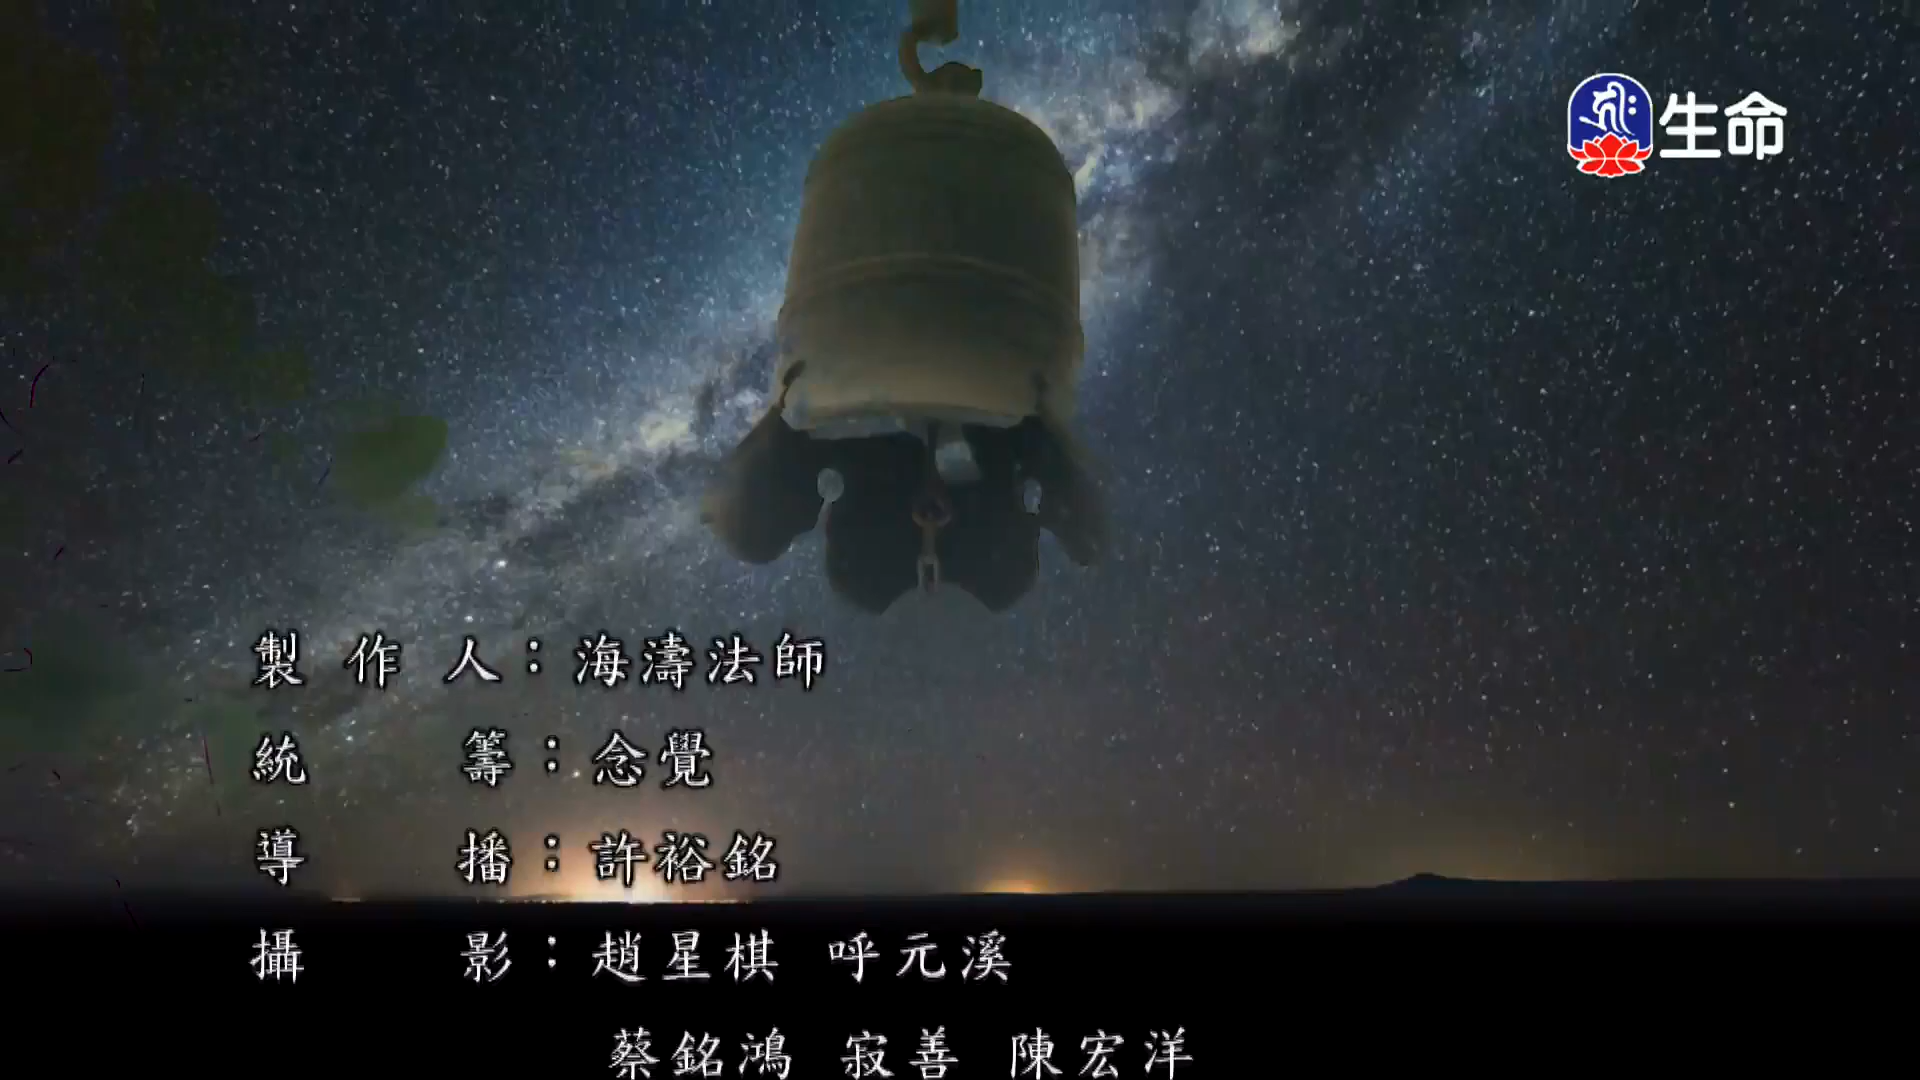 生命
製 作 人：海濤法師
統 籌：念覺
導 播：許裕銘
攝 影：趙星棋 呼元溪
蔡銘鴻 寂善 陳宏洋